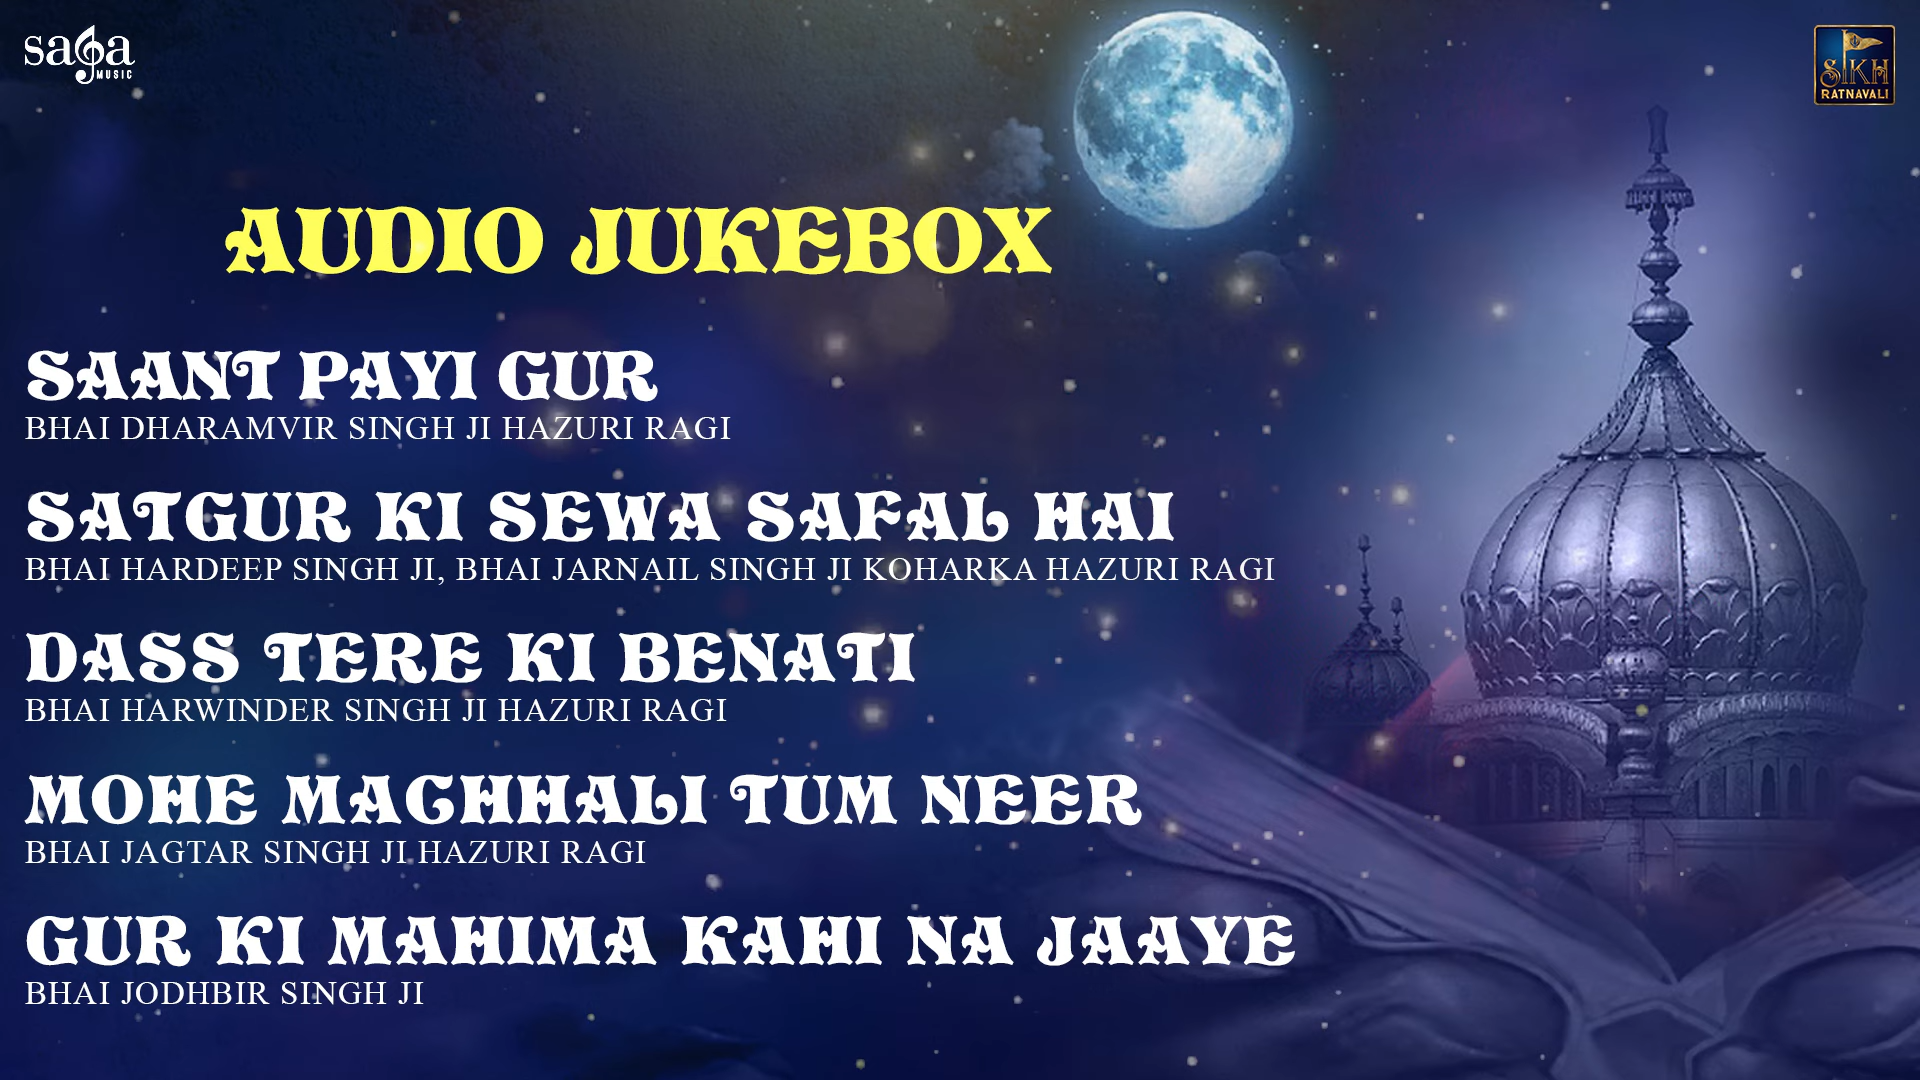 saga
MUSIC
SIKH
RATNAVALI
AUDIO JUKEBOX
SAANT PAYI GUR
BHAI DHARAMVIR SINGH JI HAZURI RAGI
SATGUR KI SEWA SAFAL HAI
BHAI HARDEEP SINGH JI, BHAI JARNAIL SINGH JI KOHARKA HAZURI RAGI
DASS TERE KI BENATI
BHAI HARWINDER SINGH JI HAZURI RAGI
MOHE MACHHALI TUM NEER
BHAI JAGTAR SINGH JI HAZURI RAGI
GUR KI MAHIMA KAHI NA JAAYE
BHAI JODHBIR SINGH JI